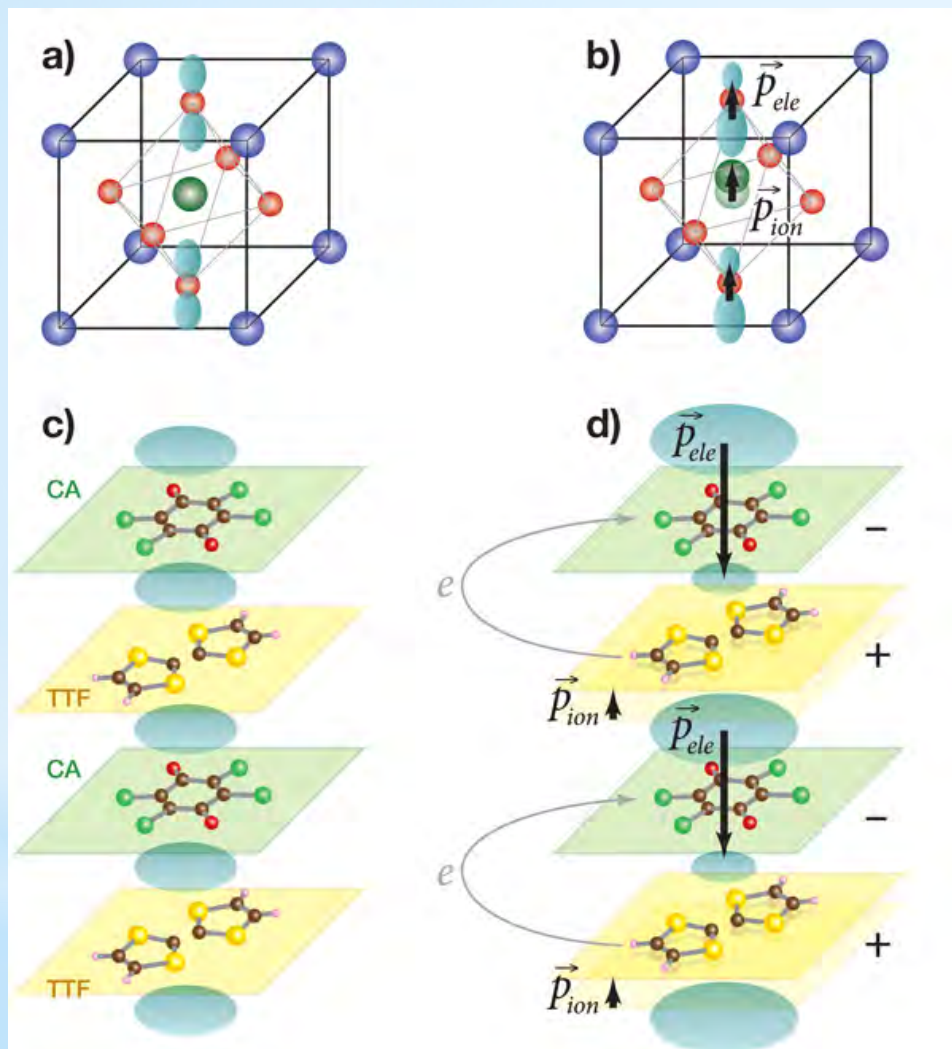 a)
b)
p⃗ele
p⃗ion
c)
CA
TTF
CA
TTF
d)
p⃗ele
−
e
+
p⃗ion
p⃗ele
−
e
+
p⃗ion